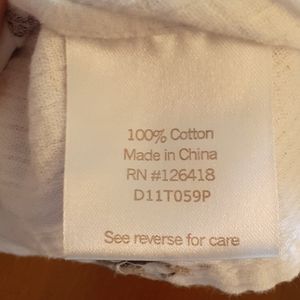 100% Cotton
Made in China
RN #126418
D11T059P
See reverse for care